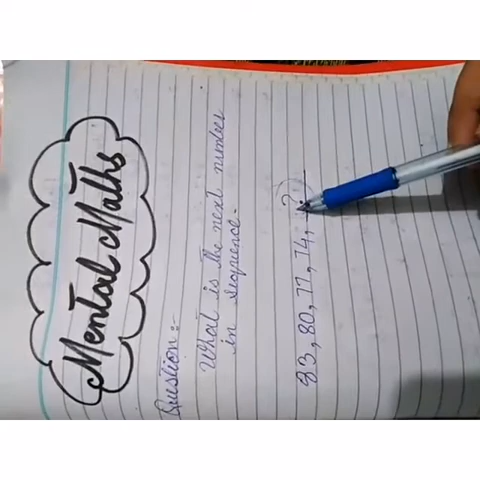 Mental Maths
Question:-
What is the next number
in sequence.
83, 80, 77, 74, ?